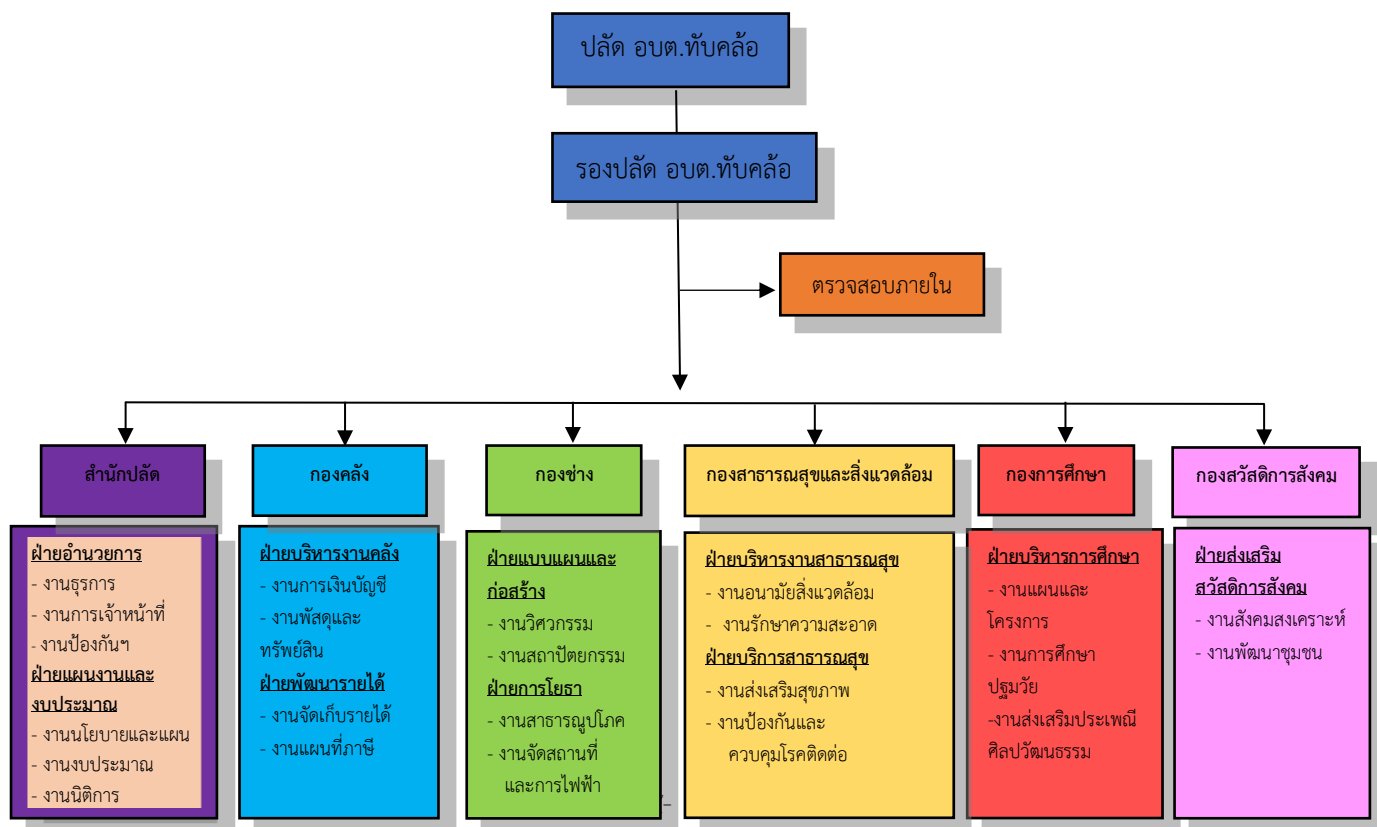 ปลัด อบต.ทับคล้อ
รองปลัด อบต.ทับคล้อ
ตรวจสอบภายใน
สำนักปลัด
ฝ่ายอำนวยการ
- งานธุรการ
- งานการเจ้าหน้าที่
- งานป้องกันฯ
ฝ่ายแผนงานและ
งบประมาณ
- งานนโยบายและแผน
- งานงบประมาณ
- งานนิติการ
กองคลัง
ฝ่ายบริหารงานคลัง
- งานการเงินบัญชี
- งานพัสดุและ
ทรัพย์สิน
ฝ่ายพัฒนารายได้
- งานจัดเก็บรายได้
- งานแผนที่ภาษี
กองช่าง
ฝ่ายแบบแผนและ
ก่อสร้าง
- งานวิศวกรรม
- งานสถาปัตยกรรม
ฝ่ายการโยธา
- งานสาธารณูปโภค
- งานจัดสถานที่
และการไฟฟ้า
กองสาธารณสุขและสิ่งแวดล้อม
ฝ่ายบริหารงานสาธารณสุข
- งานอนามัยสิ่งแวดล้อม
- งานรักษาความสะอาด
ฝ่ายบริการสาธารณสุข
- งานส่งเสริมสุขภาพ
- งานป้องกันและ
ควบคุมโรคติดต่อ
กองการศึกษา
ฝ่ายบริหารการศึกษา
- งานแผนและ
โครงการ
- งานการศึกษา
ปฐมวัย
-งานส่งเสริมประเพณี
ศิลปวัฒนธรรม
กองสวัสดิการสังคม
ฝ่ายส่งเสริม
สวัสดิการสังคม
- งานสังคมสงเคราะห์
- งานพัฒนาชุมชน